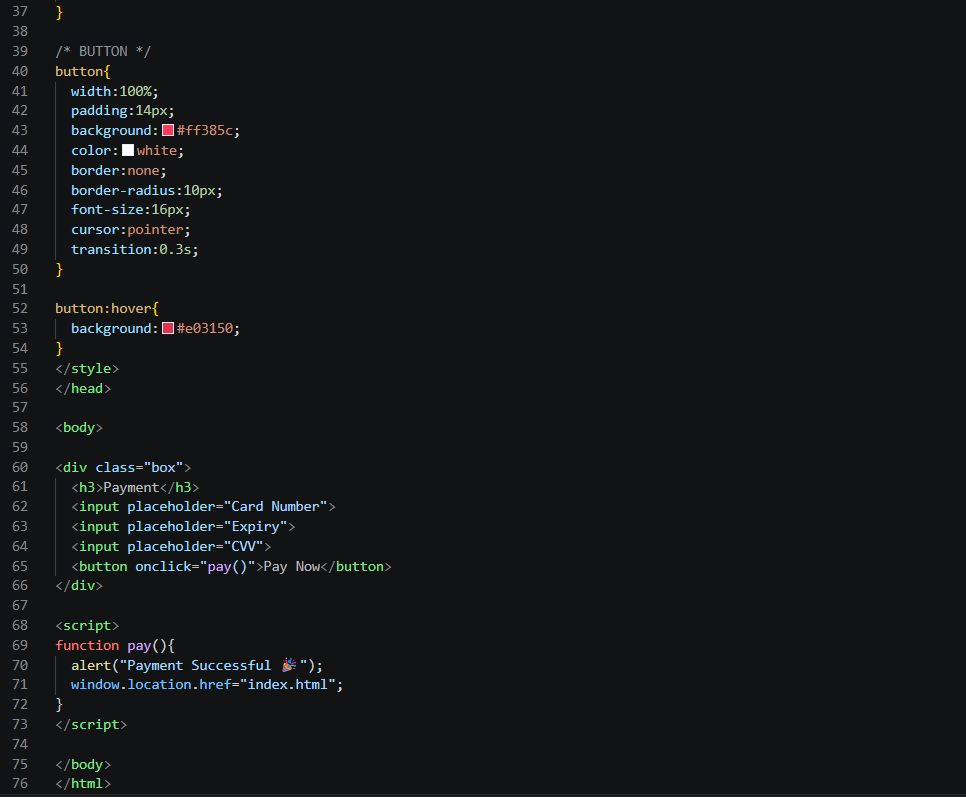 37 }
38
39 /* BUTTON */
40 button{
41   width:100%;
42   padding:14px;
43   background:#ff385c;
44   color:white;
45   border:none;
46   border-radius:10px;
47   font-size:16px;
48   cursor:pointer;
49   transition:0.3s;
50 }
51
52 button:hover{
53   background:#e03150;
54 }
55 </style>
56 </head>
57
58 <body>
59
60 <div class="box">
61   <h3>Payment</h3>
62   <input placeholder="Card Number">
63   <input placeholder="Expiry">
64   <input placeholder="CVV">
65   <button onclick="pay()">Pay Now</button>
66 </div>
67
68 <script>
69 function pay(){
70   alert("Payment Successful 🎉");
71   window.location.href="index.html";
72 }
73 </script>
74
75 </body>
76 </html>